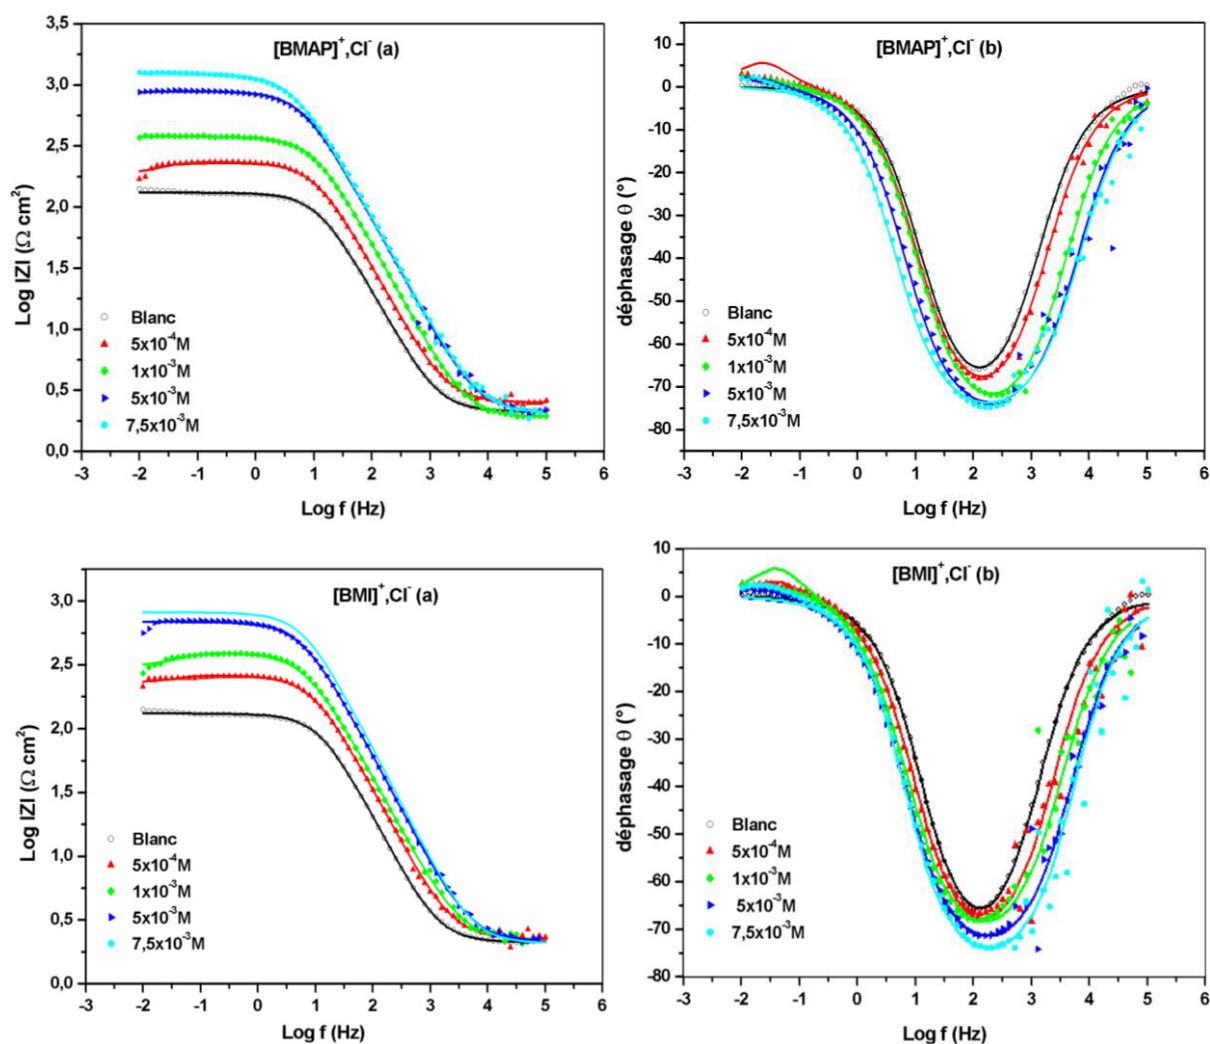 [BMAP]⁺,Cl⁻ (a)
Log IZI (Ω cm²)
3,5
3,0
2,5
2,0
1,5
1,0
0,5
0,0
Blanc
5x10⁻⁴M
1x10⁻³M
5x10⁻³M
7,5x10⁻³M
-3 -2 -1 0 1 2 3 4 5 6
Log f (Hz)
[BMAP]⁺,Cl⁻ (b)
déphasage θ (°)
10
0
-10
-20
-30
-40
-50
-60
-70
-80
Blanc
5x10⁻⁴M
1x10⁻³M
5x10⁻³M
7,5x10⁻³M
-3 -2 -1 0 1 2 3 4 5 6
Log f (Hz)
[BMI]⁺,Cl⁻ (a)
Log IZI (Ω cm²)
3,0
2,5
2,0
1,5
1,0
0,5
0,0
Blanc
5x10⁻⁴M
1x10⁻³M
5x10⁻³M
7,5x10⁻³M
-3 -2 -1 0 1 2 3 4 5 6
Log f (Hz)
[BMI]⁺,Cl⁻ (b)
déphasage θ (°)
10
0
-10
-20
-30
-40
-50
-60
-70
-80
Blanc
5x10⁻⁴M
1x10⁻³M
5x10⁻³M
7,5x10⁻³M
-3 -2 -1 0 1 2 3 4 5 6
Log f (Hz)